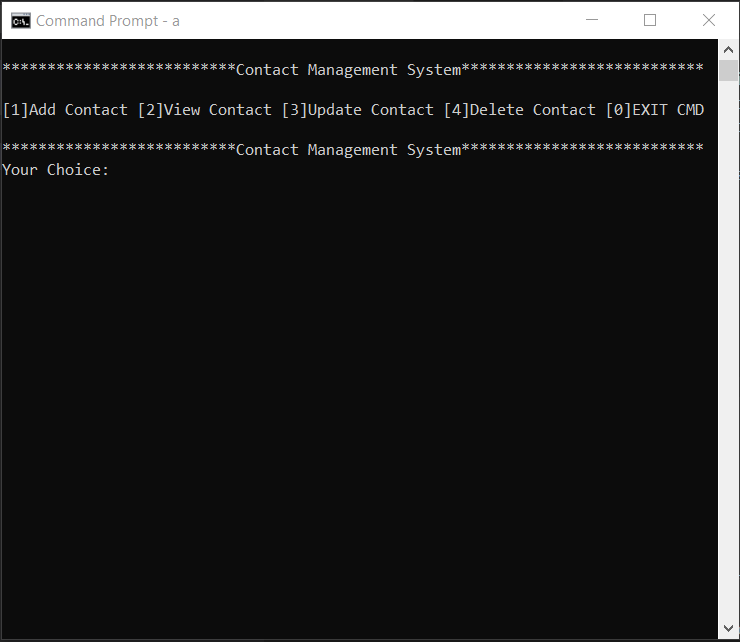 Command Prompt - a
**************************Contact Management System***************************
[1]Add Contact [2]View Contact [3]Update Contact [4]Delete Contact [0]EXIT CMD
**************************Contact Management System***************************
Your Choice: